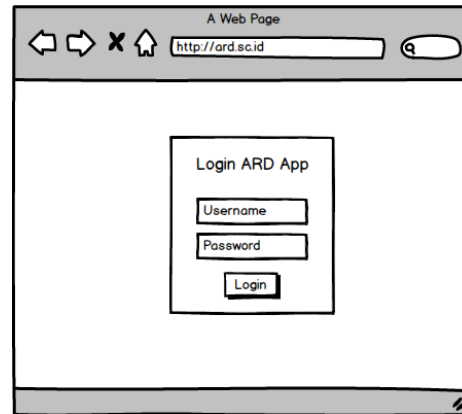 A Web Page
http://ard.sc.id
Login ARD App
Username
Password
Login